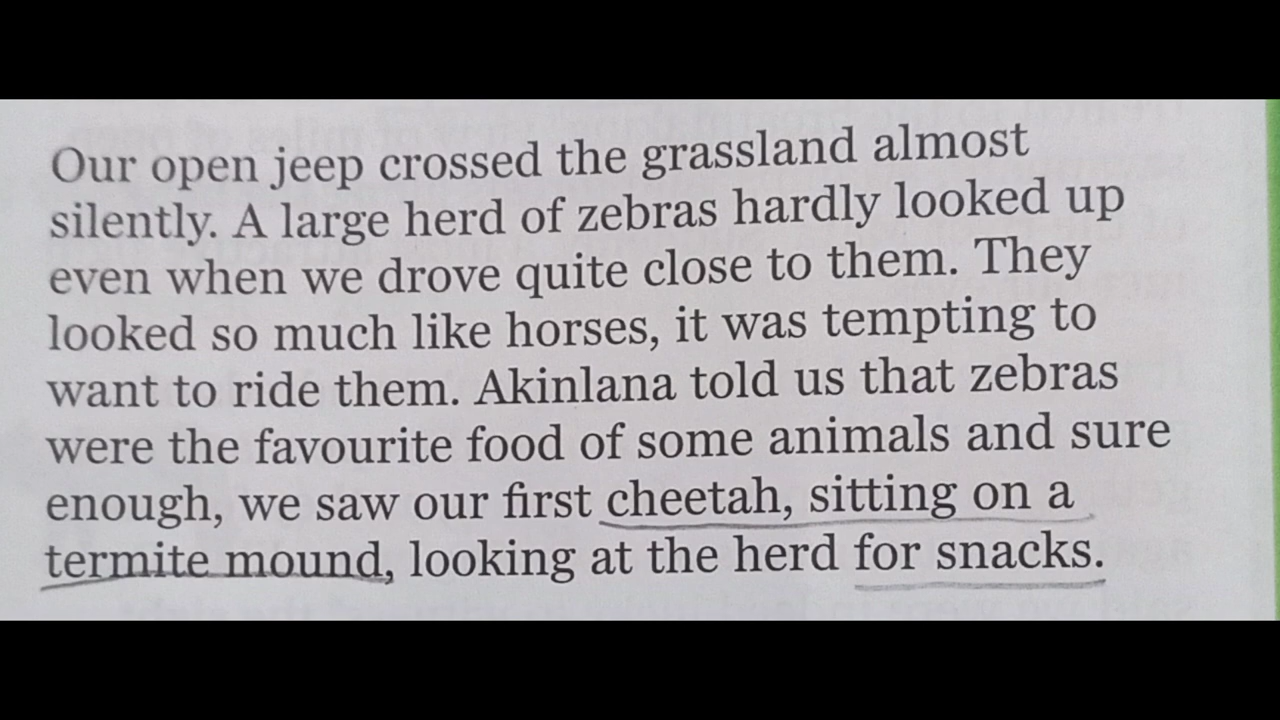 Our open jeep crossed the grassland almost
silently. A large herd of zebras hardly looked up
even when we drove quite close to them. They
looked so much like horses, it was tempting to
want to ride them. Akinlana told us that zebras
were the favourite food of some animals and sure
enough, we saw our first cheetah, sitting on a
termite mound, looking at the herd for snacks.